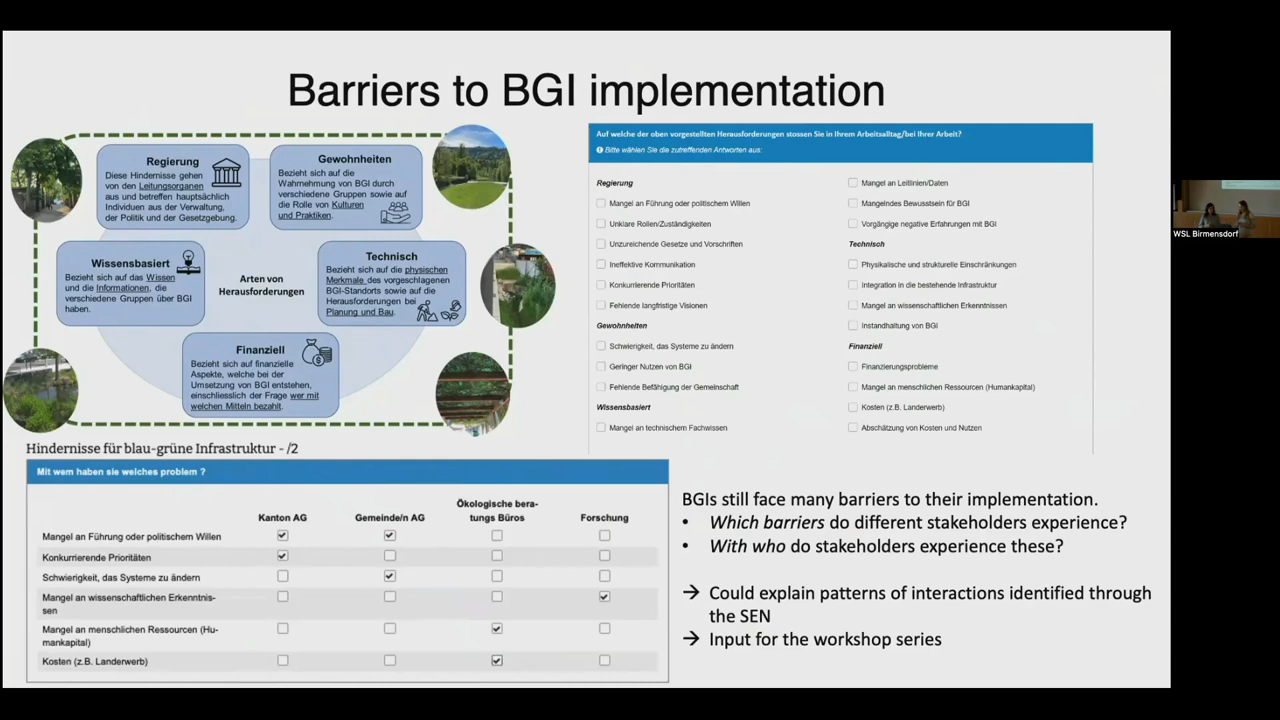 Barriers to BGI implementation
Regierung
Diese Hindernisse gehen
von den Leitungsorganen
aus und betreffen hauptsächlich
Individuen aus der Verwaltung,
der Politik und der Gesetzgebung.
Gewohnheiten
Bezieht sich auf die
Wahrnehmung von BGI durch
verschiedene Gruppen sowie auf
die Rolle von Kulturen
und Praktiken.
Wissensbasiert
Bezieht sich auf das Wissen
und die Informationen, die
verschiedene Gruppen über BGI
haben.
Arten von
Herausforderungen
Technisch
Bezieht sich auf die physischen
Merkmale des vorgeschlagenen
BGI-Standorts sowie auf die
Herausforderungen bei
Planung und Bau.
Finanziell
Bezieht sich auf finanzielle
Aspekte, welche bei der
Umsetzung von BGI entstehen,
einschliesslich der Frage wer mit
welchen Mitteln bezahlt.
Auf welche der oben vorgestellten Herausforderungen stossen Sie in Ihrem Arbeitsalltag/bei Ihrer Arbeit?
Bitte wählen Sie die zutreffenden Antworten aus:
Regierung
Mangel an Führung oder politischem Willen
Unklare Rollen/Zuständigkeiten
Unzureichende Gesetze und Vorschriften
Ineffektive Kommunikation
Konkurrierende Prioritäten
Fehlende langfristige Visionen
Gewohnheiten
Schwierigkeit, das Systeme zu ändern
Geringer Nutzen von BGI
Fehlende Befähigung der Gemeinschaft
Wissensbasiert
Mangel an technischem Fachwissen
Mangel an Leitlinien/Daten
Mangelndes Bewusstsein für BGI
Vorgängige negative Erfahrungen mit BGI
Technisch
Physikalische und strukturelle Einschränkungen
Integration in die bestehende Infrastruktur
Mangel an wissenschaftlichen Erkenntnissen
Instandhaltung von BGI
Finanziell
Finanzierungsprobleme
Mangel an menschlichen Ressourcen (Humankapital)
Kosten (z.B. Landerwerb)
Abschätzung von Kosten und Nutzen
Hindernisse für blau-grüne Infrastruktur - /2
Mit wem haben sie welches problem ?
Kanton AG Gemeinde/n AG Ökologische bera-
tungs Büros Forschung
Mangel an Führung oder politischem Willen
Konkurrierende Prioritäten
Schwierigkeit, das Systeme zu ändern
Mangel an wissenschaftlichen Erkenntnis-
sen
Mangel an menschlichen Ressourcen (Hu-
mankapital)
Kosten (z.B. Landerwerb)
BGIs still face many barriers to their implementation.
• Which barriers do different stakeholders experience?
• With who do stakeholders experience these?
→ Could explain patterns of interactions identified through
the SEN
→ Input for the workshop series
WSL Birmensdorf